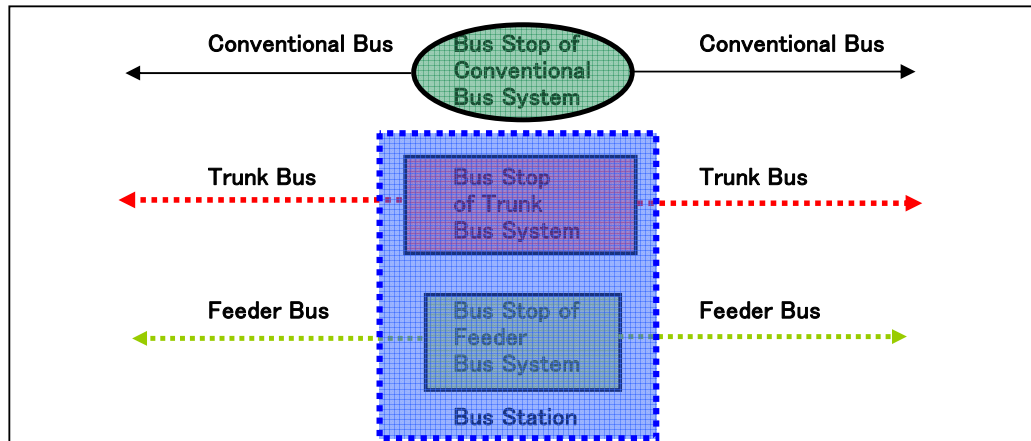 Conventional Bus
Bus Stop of
Conventional
Bus System
Conventional Bus
Trunk Bus
Bus Stop
of Trunk
Bus System
Trunk Bus
Feeder Bus
Bus Stop of
Feeder
Bus System
Feeder Bus
Bus Station